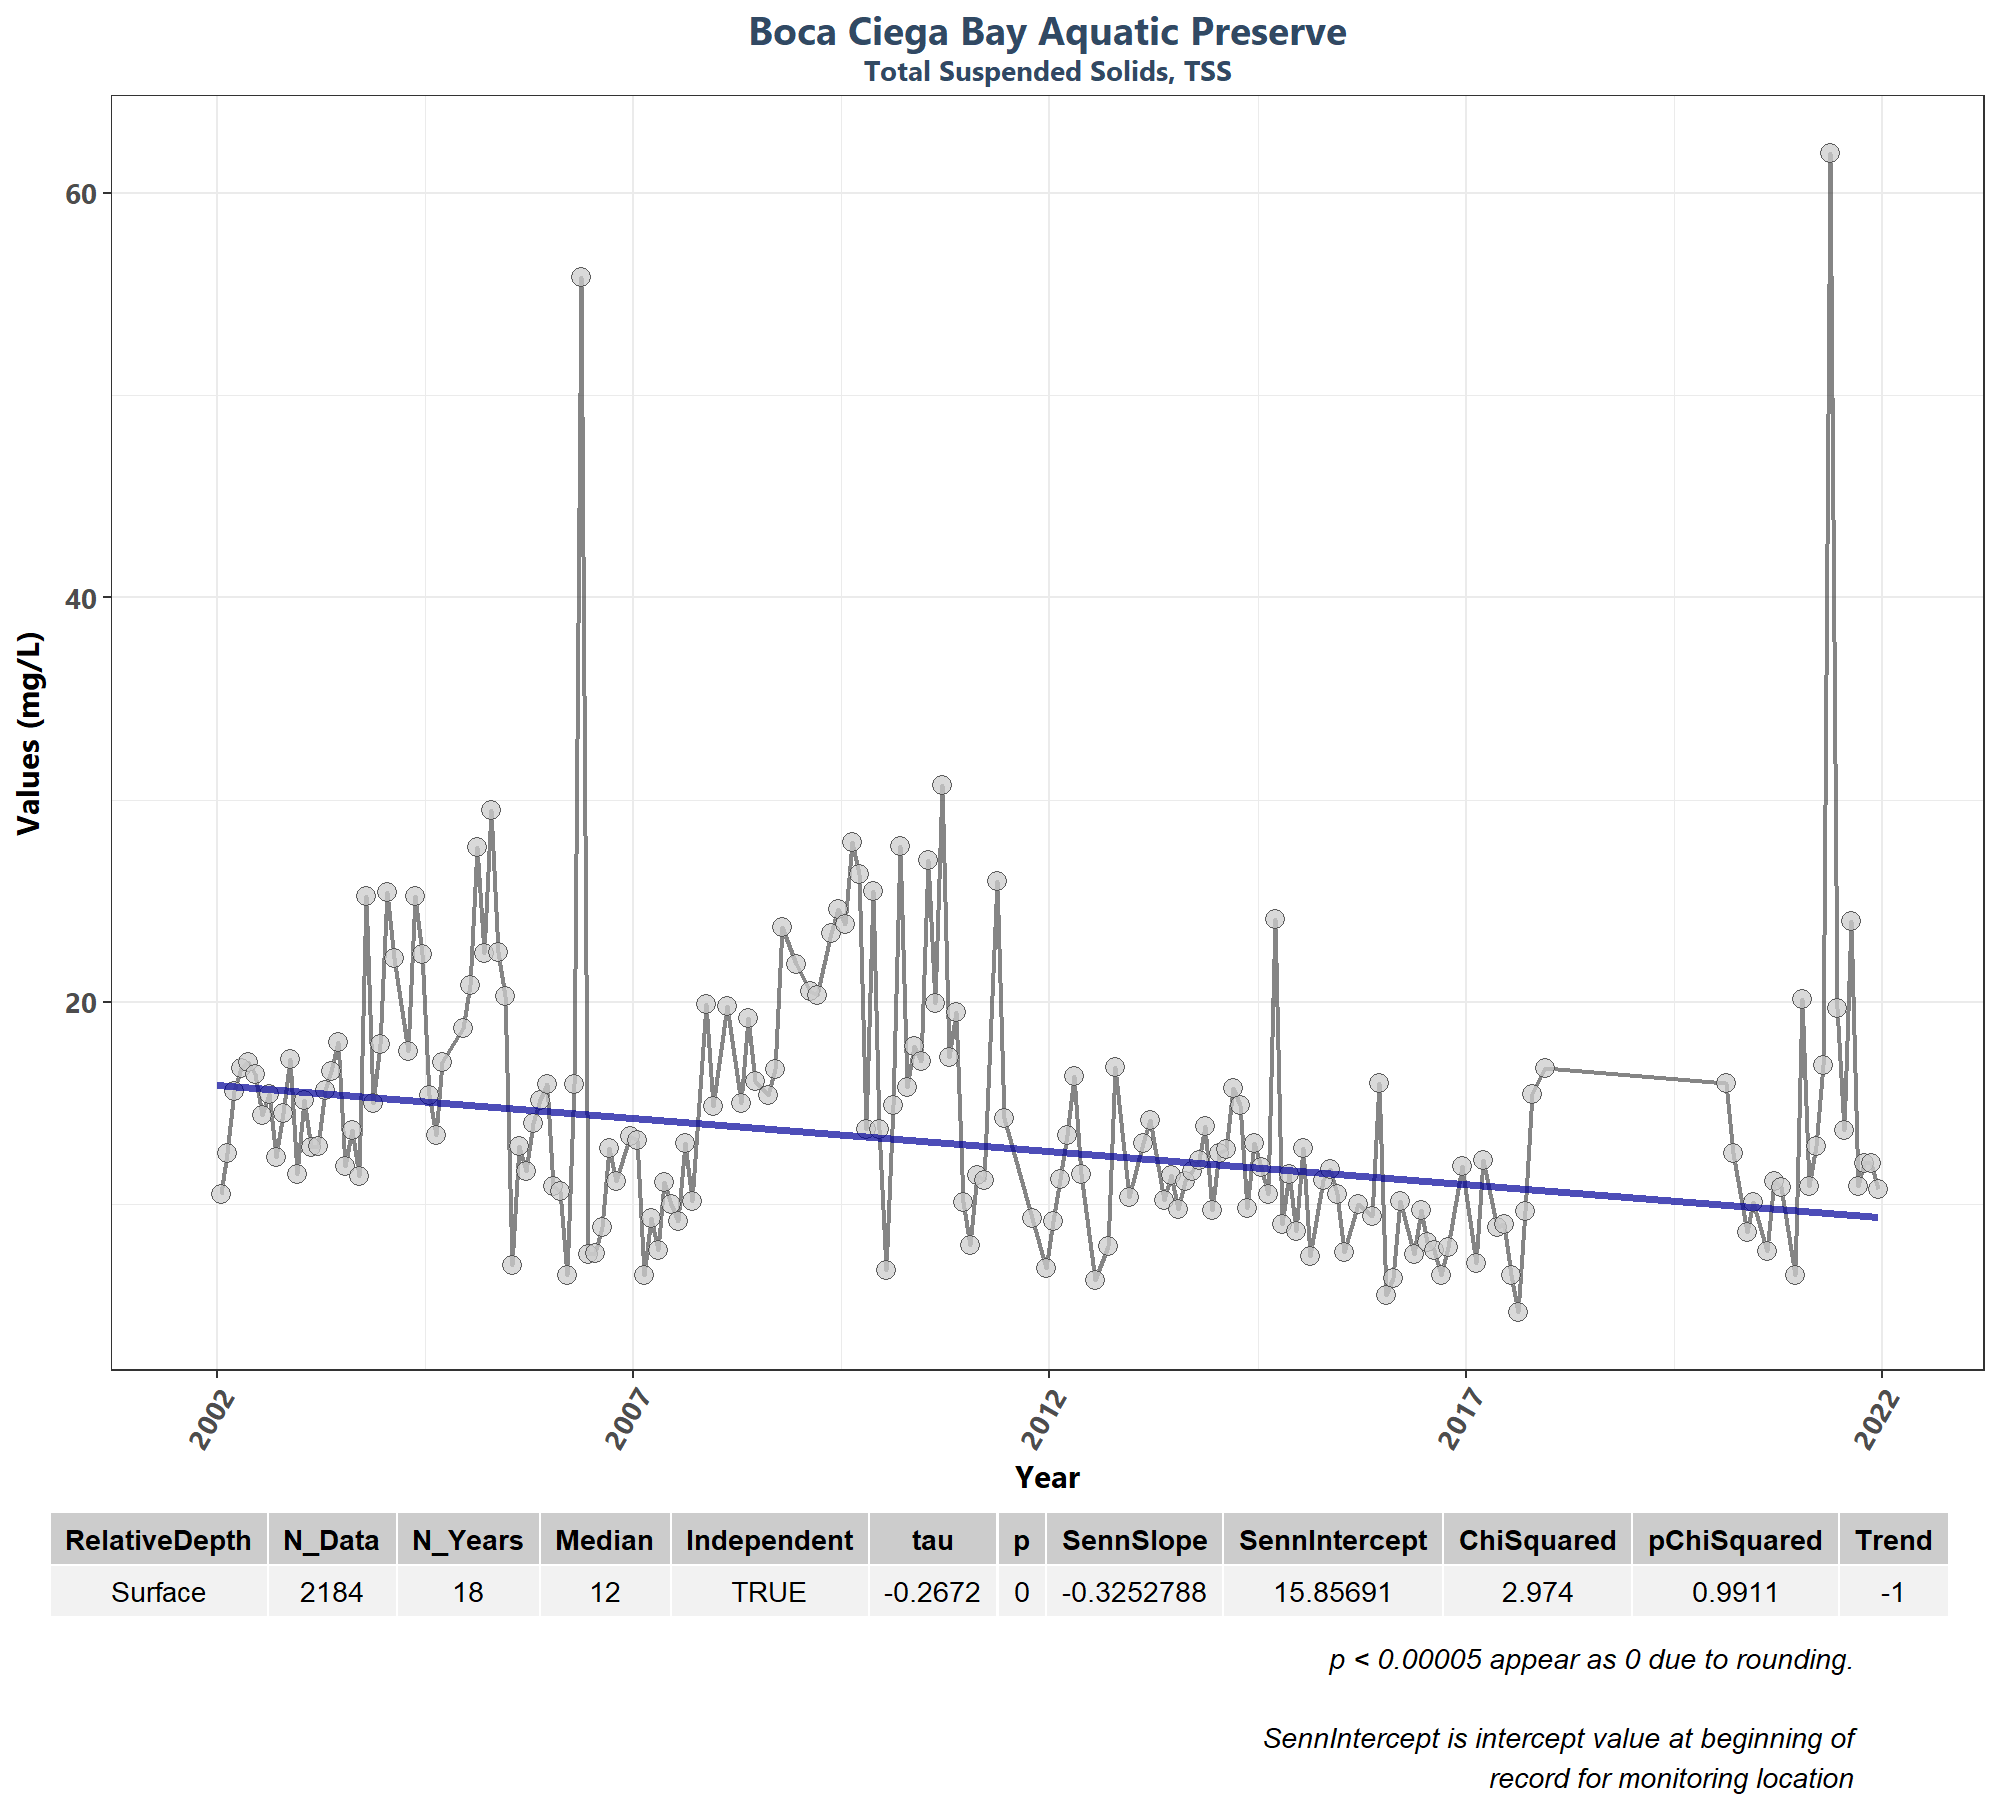 Boca Ciega Bay Aquatic Preserve
Total Suspended Solids, TSS
Values (mg/L)
60
40
20
2002
2007
2012
2017
2022
Year
RelativeDepth N_Data N_Years Median Independent tau p SennSlope SennIntercept ChiSquared pChiSquared Trend
Surface 2184 18 12 TRUE -0.2672 0 -0.3252788 15.85691 2.974 0.9911 -1
p < 0.00005 appear as 0 due to rounding.
SennIntercept is intercept value at beginning of
record for monitoring location